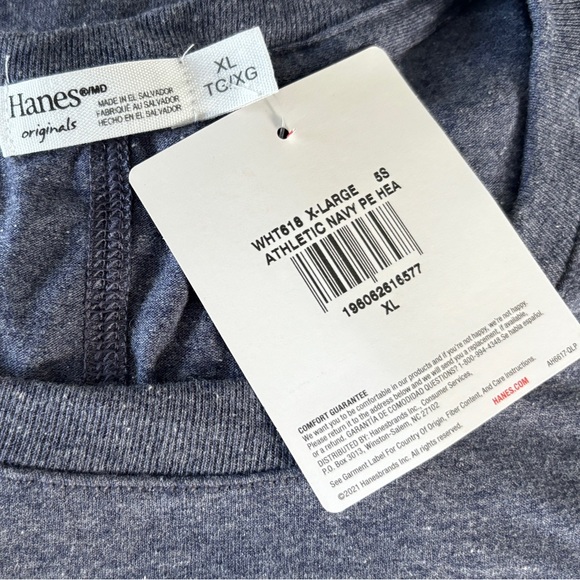 Hanes®/MD
originals
MADE IN EL SALVADOR
FABRIQUÉ AU SALVADOR
HECHO EN EL SALVADOR
XL
TG/XG
WHT818 X-LARGE 5S
ATHLETIC NAVY PE HEA
196062616577
XL
COMFORT GUARANTEE
We want you to be comfortable in our products and if you're not happy, we're not happy.
Please return it to the address below and we will send you a replacement, if available,
or a refund. GARANTÍA DE COMODIDAD QUESTIONS? 1-800-994-4348. Se habla español.
DISTRIBUTED BY: Hanesbrands Inc. Consumer Services.
P.O. Box 3013, Winston-Salem, NC 27102
See Garment Label For Country Of Origin, Fiber Content, And Care Instructions.
©2021 Hanesbrands Inc. All rights reserved.
HANES.COM
AH6617-QLP